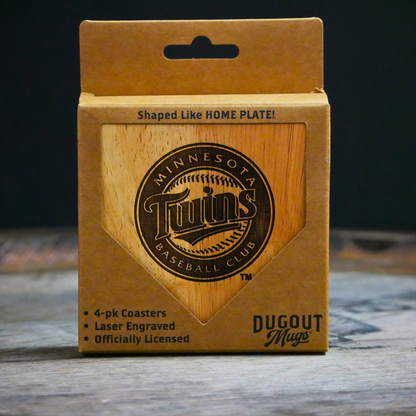 Shaped Like HOME PLATE!
MINNESOTA
Twins
BASEBALL CLUB
TM
• 4-pk Coasters
• Laser Engraved
• Officially Licensed
DUGOUT
Mugs